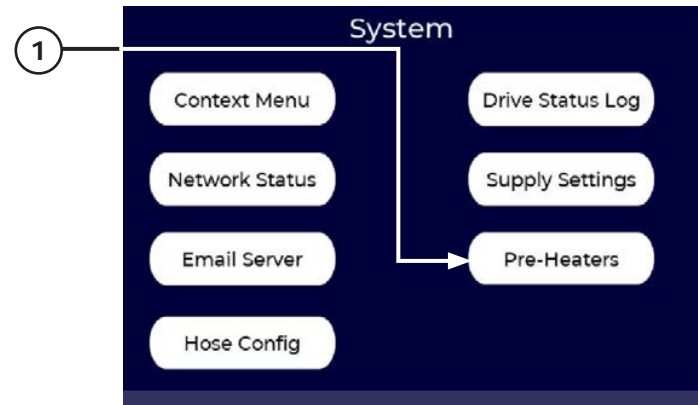 System
1
Context Menu
Drive Status Log
Network Status
Supply Settings
Email Server
Pre-Heaters
Hose Config